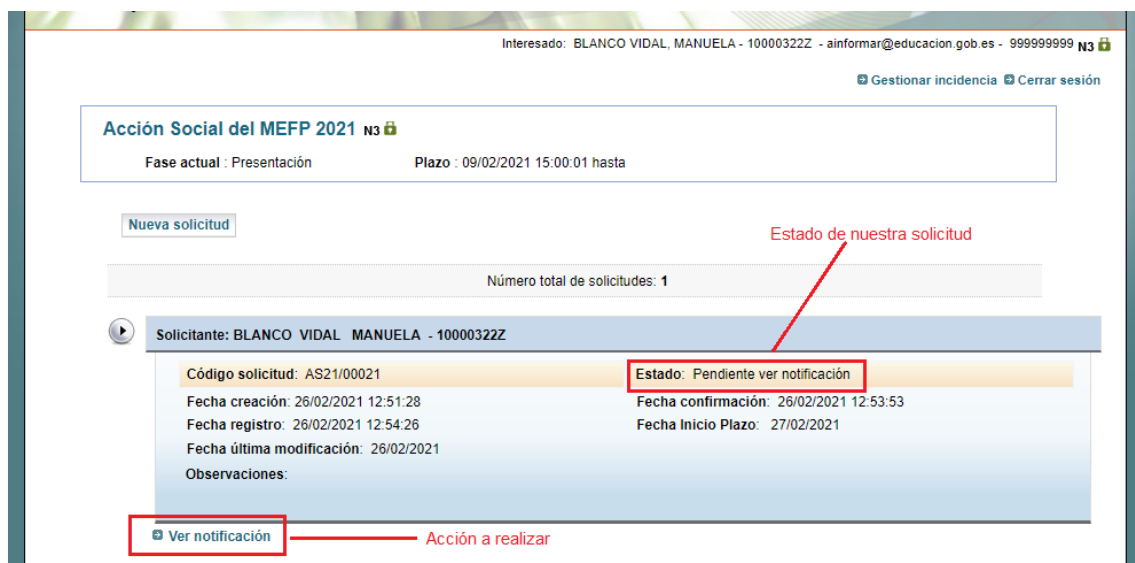 Interesado: BLANCO VIDAL, MANUELA - 10000322Z - ainformar@educacion.gob.es - 999999999 N3
Gestionar incidencia Cerrar sesión
Acción Social del MEFP 2021 N3
Fase actual : Presentación Plazo : 09/02/2021 15:00:01 hasta
Nueva solicitud
Estado de nuestra solicitud
Número total de solicitudes: 1
Solicitante: BLANCO VIDAL MANUELA - 10000322Z
Código solicitud: AS21/00021 Estado: Pendiente ver notificación
Fecha creación: 26/02/2021 12:51:28 Fecha confirmación: 26/02/2021 12:53:53
Fecha registro: 26/02/2021 12:54:26 Fecha Inicio Plazo: 27/02/2021
Fecha última modificación: 26/02/2021
Observaciones:
Ver notificación Acción a realizar